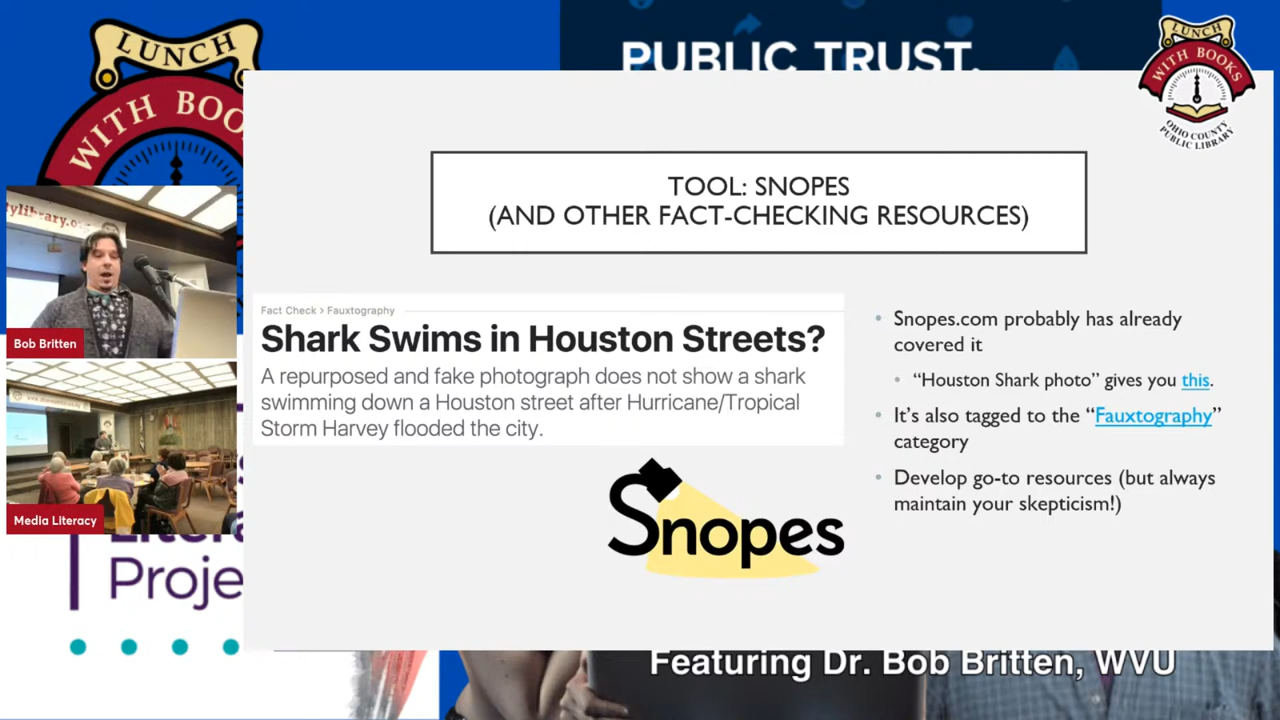 LUNCH
WITH BOO
PUBLIC TRUST.
LUNCH
WITH BOOKS
OHIO COUNTY
PUBLIC LIBRARY
TOOL: SNOPES
(AND OTHER FACT-CHECKING RESOURCES)
ylibrary.o
Bob Britten
Media Literacy
Fact Check > Fauxtography
Shark Swims in Houston Streets?
A repurposed and fake photograph does not show a shark
swimming down a Houston street after Hurricane/Tropical
Storm Harvey flooded the city.
Snopes
• Snopes.com probably has already
covered it
• “Houston Shark photo” gives you this.
• It’s also tagged to the “Fauxtography”
category
• Develop go-to resources (but always
maintain your skepticism!)
Litera
Proje
Featuring Dr. Bob Britten, WVU